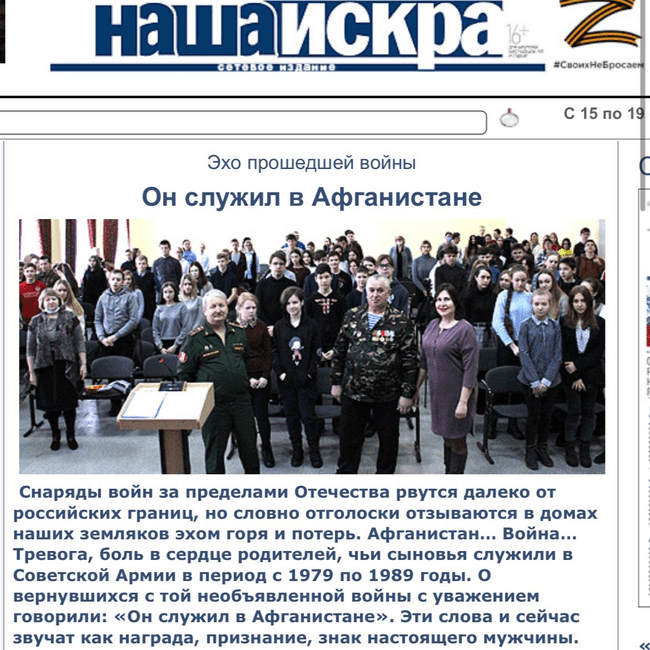 нашаискра
сетевое издание
16+
#СвоихНеБросаем
С 15 по 19
Эхо прошедшей войны
Он служил в Афганистане
Снаряды войн за пределами Отечества рвутся далеко от
российских границ, но словно отголоски отзываются в домах
наших земляков эхом горя и потерь. Афганистан... Война...
Тревога, боль в сердце родителей, чьи сыновья служили в
Советской Армии в период с 1979 по 1989 годы. О
вернувшихся с той необъявленной войны с уважением
говорили: «Он служил в Афганистане». Эти слова и сейчас
звучат как награда, признание, знак настоящего мужчины.